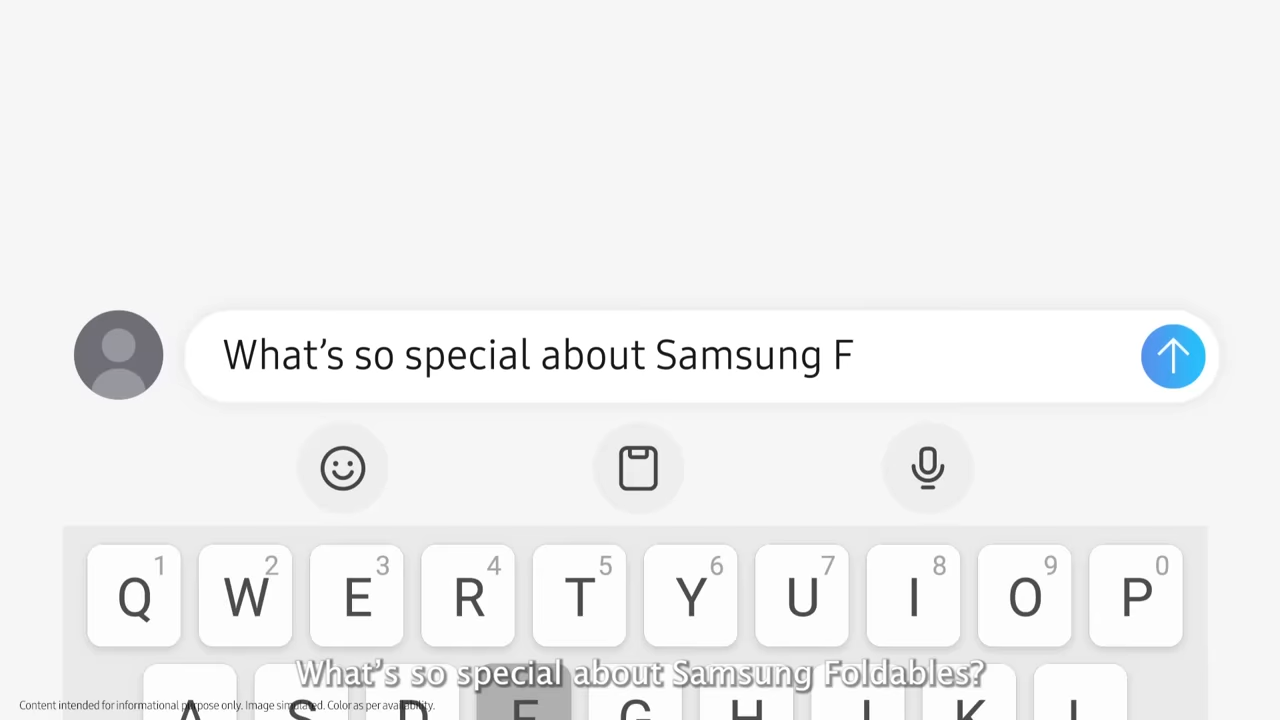 What's so special about Samsung F
1 2 3 4 5 6 7 8 9 0
Q W E R T Y U I O P
A S D F G H J K L
What's so special about Samsung Foldables?
Content intended for informational purpose only. Image simulated. Color as per availability.